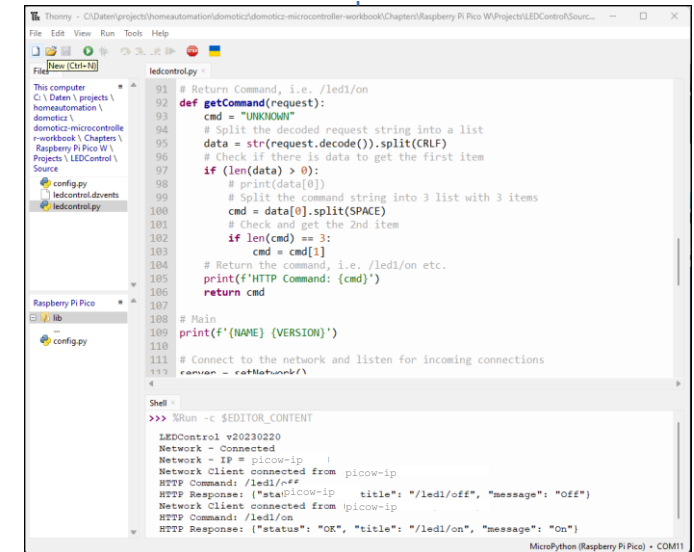 Thonny - C:\Daten\projects\homeautomation\domoticz\domoticz-microcontroller-workbook\Chapters\Raspberry Pi Pico W\Projects\LEDControl\Sourc...
File Edit View Run Tools Help
New (Ctrl+N)
Files
This computer
C: \ Daten \ projects \
homeautomation \
domoticz \
domoticz-microcontrolle
r-workbook \ Chapters \
Raspberry Pi Pico W \
Projects \ LEDControl \
Source
config.py
ledcontrol.dzvents
ledcontrol.py
Raspberry Pi Pico
lib
...
config.py
ledcontrol.py
91 # Return Command, i.e. /led1/on
92 def getCommand(request):
93     cmd = "UNKNOWN"
94     # Split the decoded request string into a list
95     data = str(request.decode()).split(CRLF)
96     # Check if there is data to get the first item
97     if (len(data) > 0):
98         # print(data[0])
99         # Split the command string into 3 list with 3 items
100         cmd = data[0].split(SPACE)
101         # Check and get the 2nd item
102         if len(cmd) == 3:
103             cmd = cmd[1]
104     # Return the command, i.e. /led1/on etc.
105     print(f'HTTP Command: {cmd}')
106     return cmd
107
108 # Main
109 print(f'{NAME} {VERSION}')
110
111 # Connect to the network and listen for incoming connections
112 server = setNetwork()
Shell
>>> %Run -c $EDITOR_CONTENT
LEDControl v20230220
Network - Connected
Network - IP = picow-ip
Network Client connected from picow-ip
HTTP Command: /led1/off
HTTP Response: {"sta picow-ip title": "/led1/off", "message": "Off"}
Network Client connected from picow-ip
HTTP Command: /led1/on
HTTP Response: {"status": "OK", "title": "/led1/on", "message": "On"}
MicroPython (Raspberry Pi Pico) • COM11